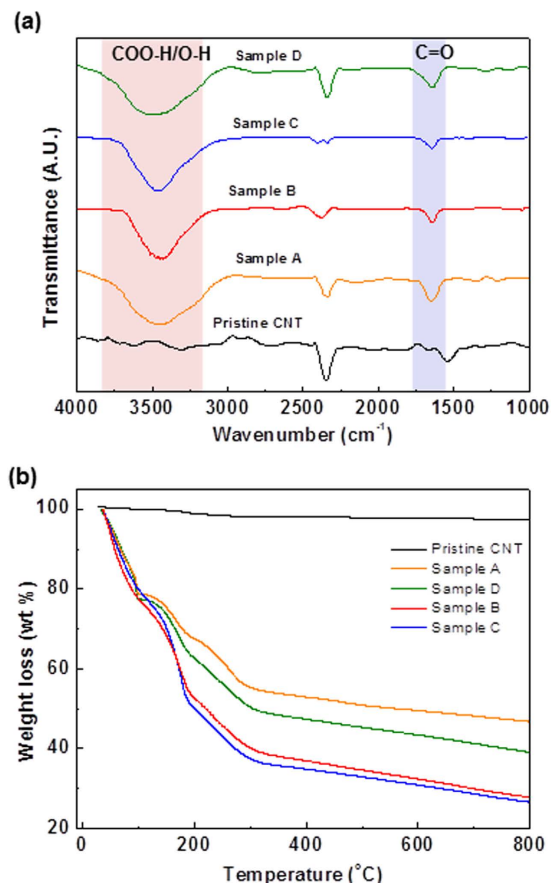 (a)
COO-H/O-H
C=O
Sample D
Sample C
Sample B
Sample A
Pristine CNT
Transmittance (A.U.)
4000 3500 3000 2500 2000 1500 1000
Wavenumber (cm⁻¹)
(b)
100
80
60
40
20
Weight loss (wt %)
Pristine CNT
Sample A
Sample D
Sample B
Sample C
0 200 400 600 800
Temperature (°C)